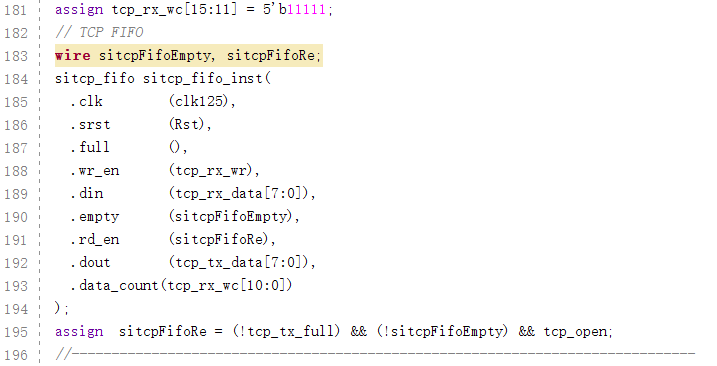 181 assign tcp_rx_wc[15:11] = 5'b11111;
182 // TCP FIFO
183 wire sitcpFifoEmpty, sitcpFifoRe;
184 sitcp_fifo sitcp_fifo_inst(
185 .clk (clk125),
186 .srst (Rst),
187 .full (),
188 .wr_en (tcp_rx_wr),
189 .din (tcp_rx_data[7:0]),
190 .empty (sitcpFifoEmpty),
191 .rd_en (sitcpFifoRe),
192 .dout (tcp_tx_data[7:0]),
193 .data_count(tcp_rx_wc[10:0])
194 );
195 assign sitcpFifoRe = (!tcp_tx_full) && (!sitcpFifoEmpty) && tcp_open;
196 //------------------------------------------------------------------------------